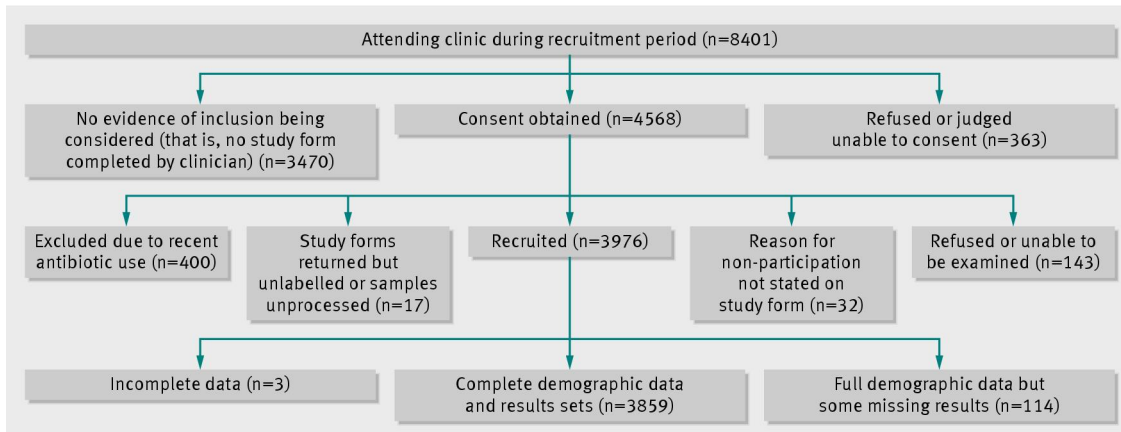 Attending clinic during recruitment period (n=8401)
No evidence of inclusion being
considered (that is, no study form
completed by clinician) (n=3470)
Consent obtained (n=4568)
Refused or judged
unable to consent (n=363)
Excluded due to recent
antibiotic use (n=400)
Study forms
returned but
unlabelled or samples
unprocessed (n=17)
Recruited (n=3976)
Reason for
non-participation
not stated on
study form (n=32)
Refused or unable to
be examined (n=143)
Incomplete data (n=3)
Complete demographic data
and results sets (n=3859)
Full demographic data but
some missing results (n=114)